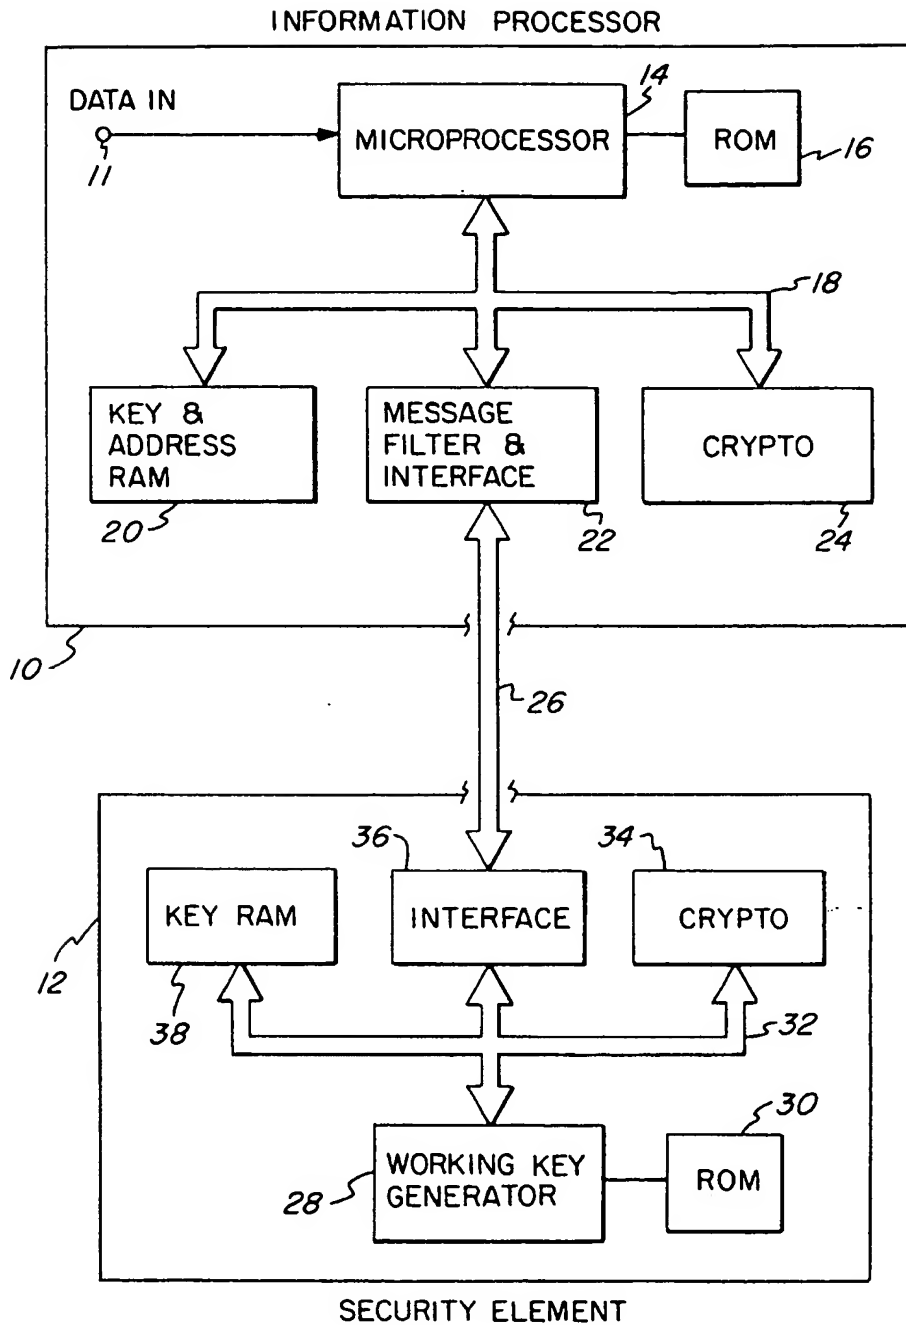 INFORMATION PROCESSOR
DATA IN
11
14
MICROPROCESSOR
ROM
16
18
KEY &
ADDRESS
RAM
20
MESSAGE
FILTER &
INTERFACE
22
CRYPTO
24
10
26
36
34
KEY RAM
INTERFACE
CRYPTO
12
38
32
30
28
WORKING KEY
GENERATOR
ROM
SECURITY ELEMENT